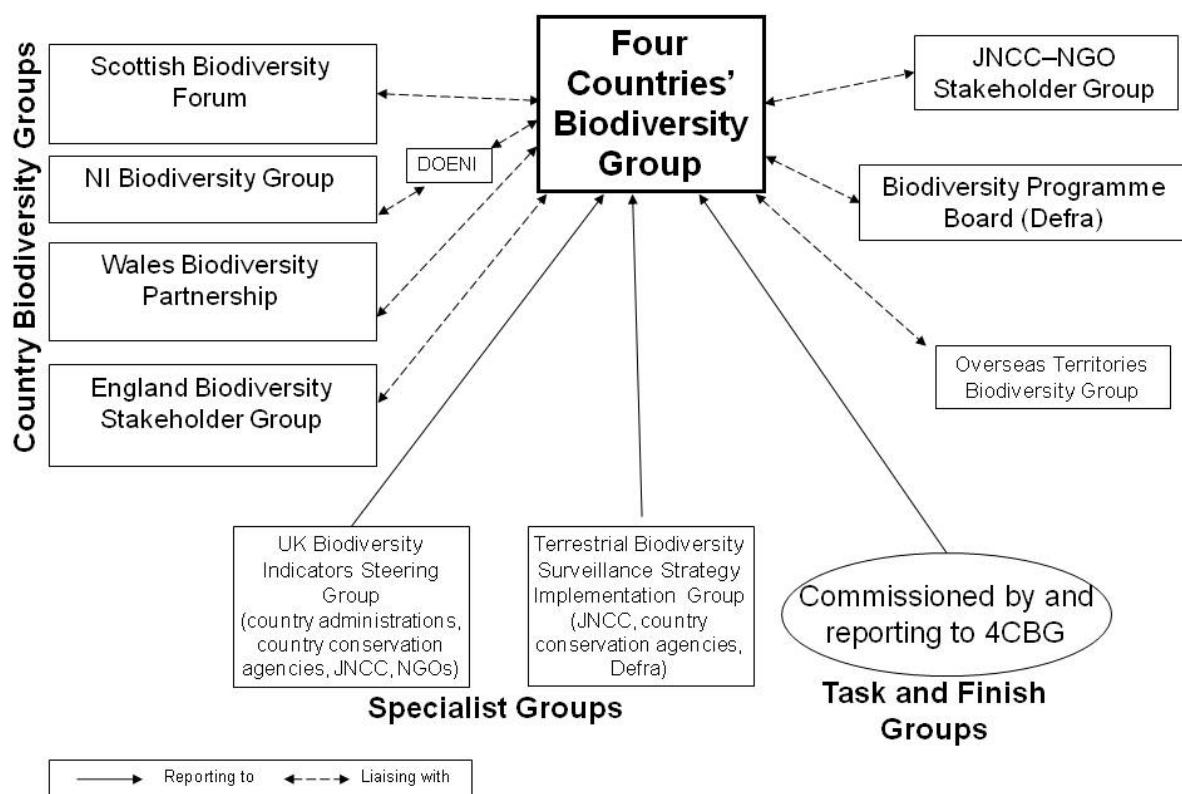 Country Biodiversity Groups
Scottish Biodiversity
Forum
NI Biodiversity Group
Wales Biodiversity
Partnership
England Biodiversity
Stakeholder Group
DOENI
Four
Countries’
Biodiversity
Group
JNCC–NGO
Stakeholder Group
Biodiversity Programme
Board (Defra)
Overseas Territories
Biodiversity Group
UK Biodiversity
Indicators Steering
Group
(country administrations,
country conservation
agencies, JNCC, NGOs)
Terrestrial Biodiversity
Surveillance Strategy
Implementation Group
(JNCC, country
conservation agencies,
Defra)
Specialist Groups
Commissioned by and
reporting to 4CBG
Task and Finish
Groups
Reporting to
Liaising with